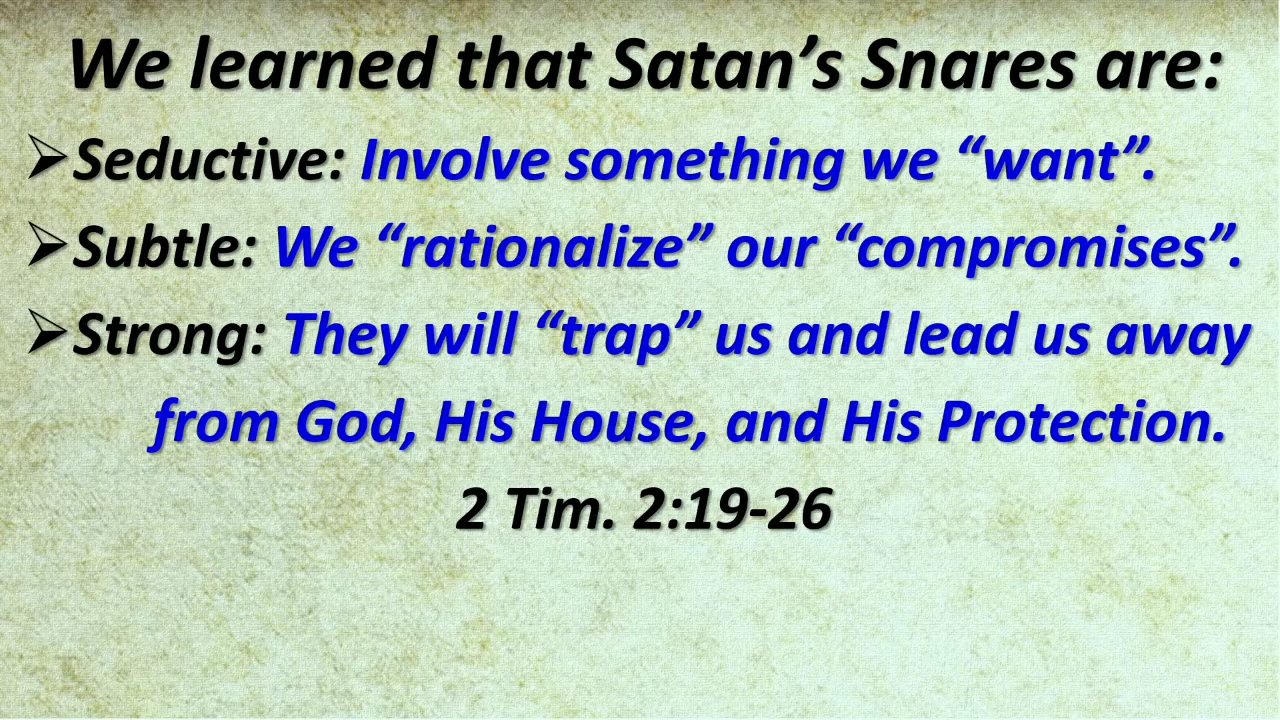 We learned that Satan’s Snares are:
➢Seductive: Involve something we “want”.
➢Subtle: We “rationalize” our “compromises”.
➢Strong: They will “trap” us and lead us away
from God, His House, and His Protection.
2 Tim. 2:19-26